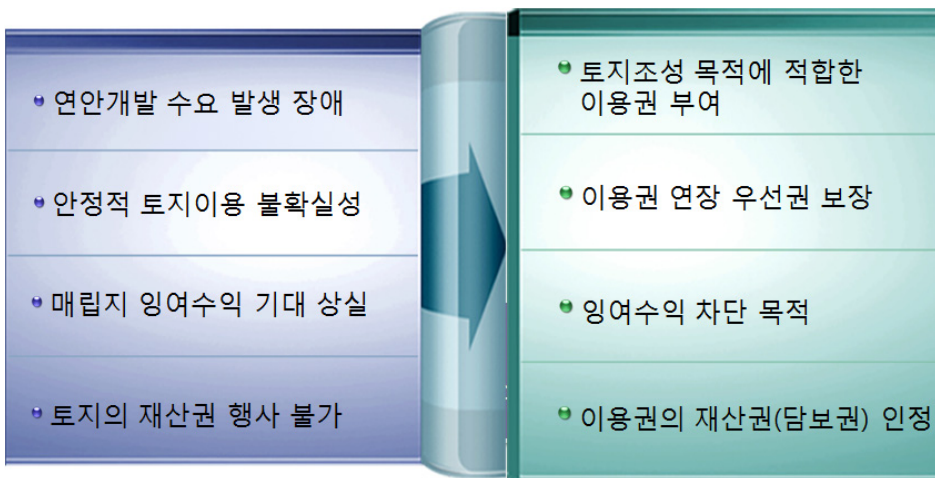 연안개발 수요 발생 장애
안정적 토지이용 불확실성
매립지 잉여수익 기대 상실
토지의 재산권 행사 불가
토지조성 목적에 적합한
이용권 부여
이용권 연장 우선권 보장
잉여수익 차단 목적
이용권의 재산권(담보권) 인정